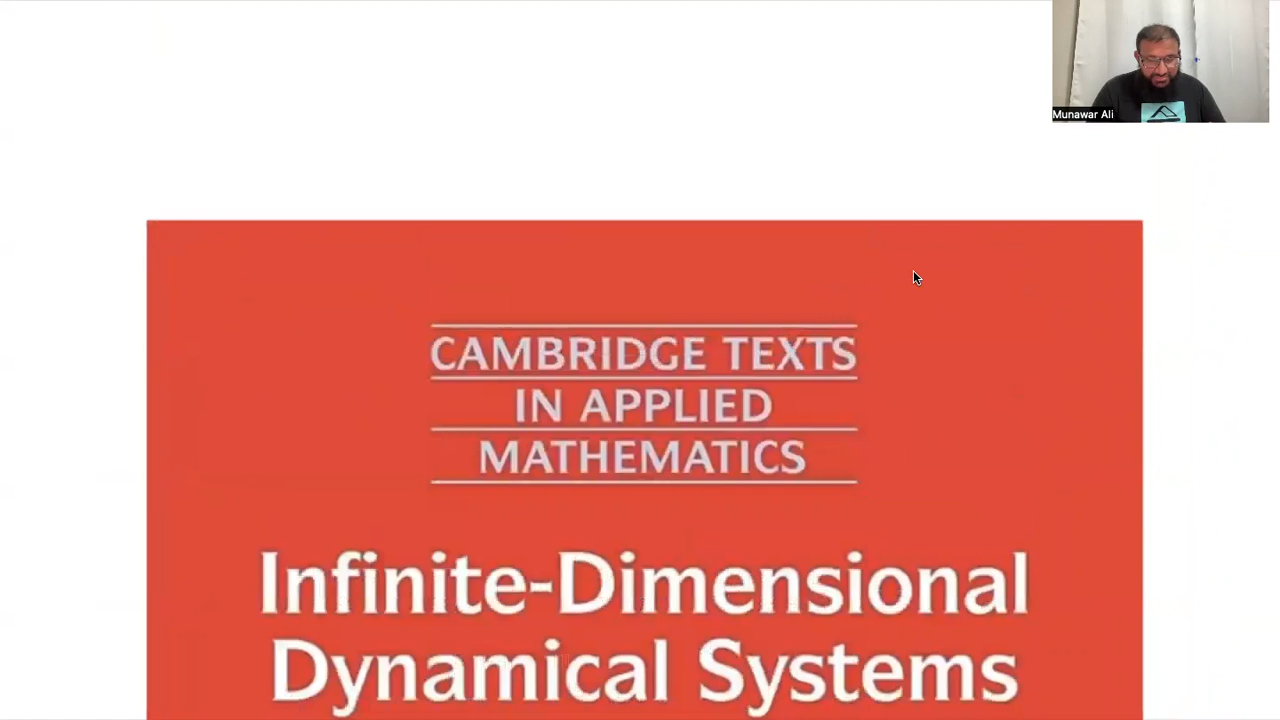 Munawar Ali
CAMBRIDGE TEXTS
IN APPLIED
MATHEMATICS
Infinite-Dimensional
Dynamical Systems